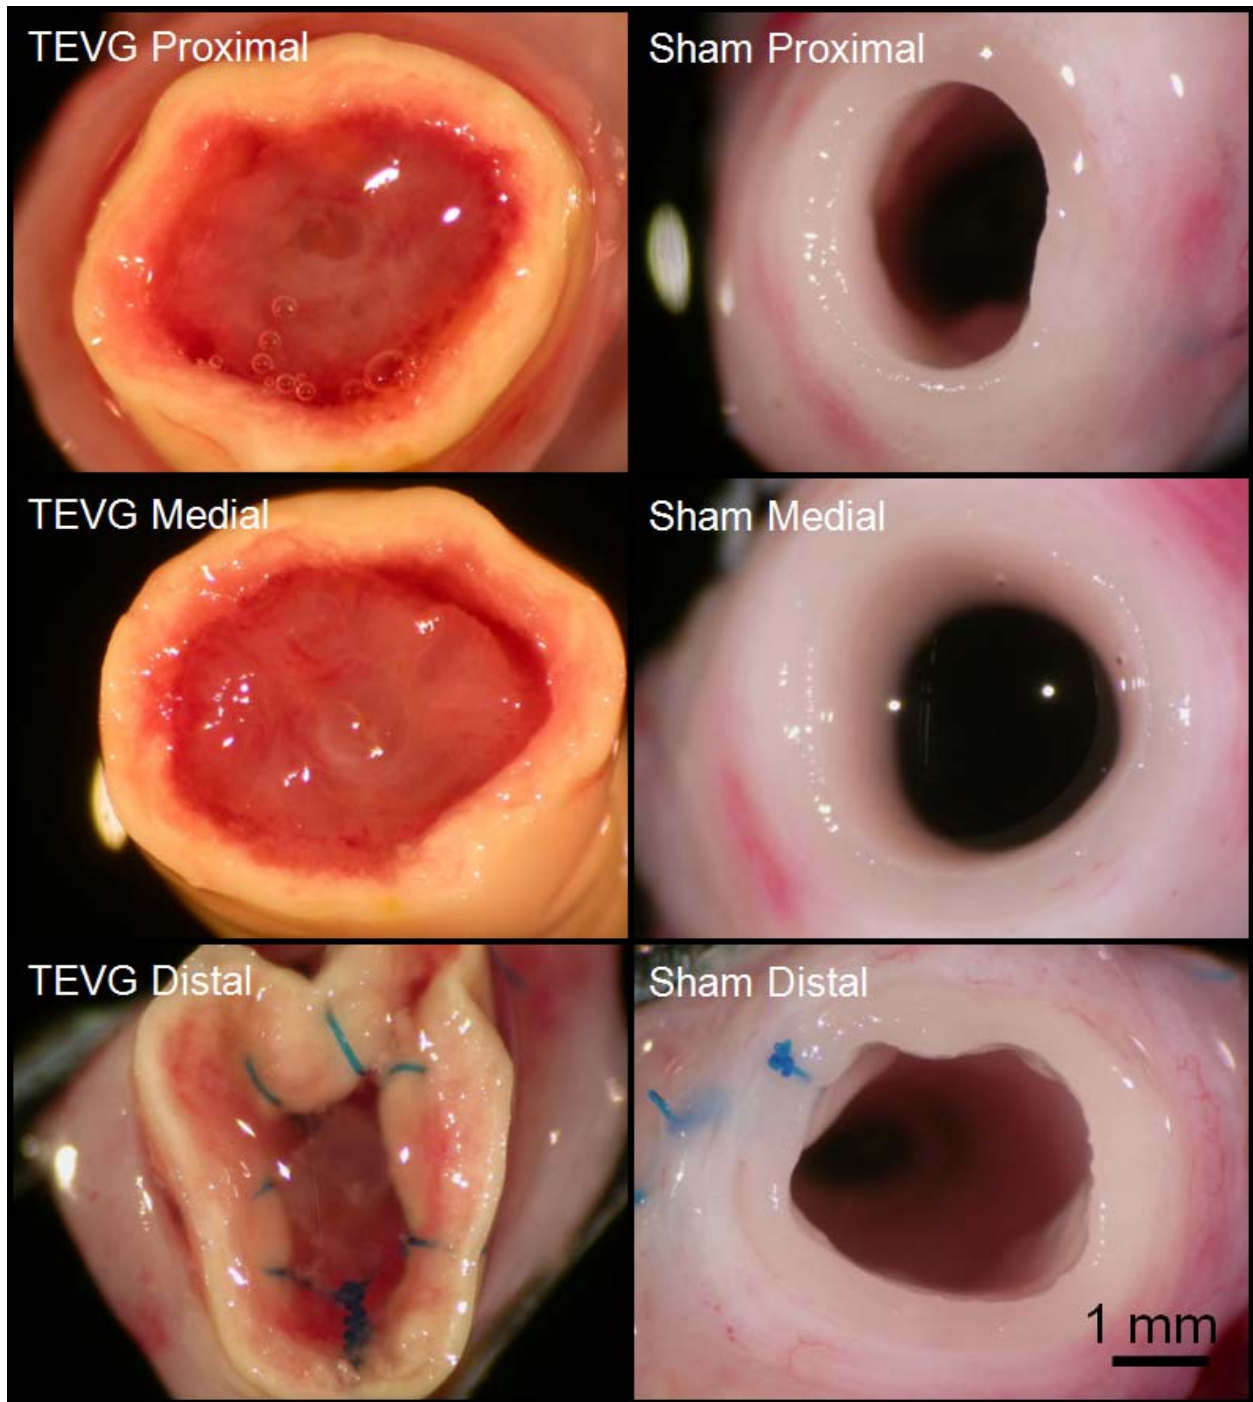 TEVG Proximal
Sham Proximal
TEVG Medial
Sham Medial
TEVG Distal
Sham Distal
1 mm